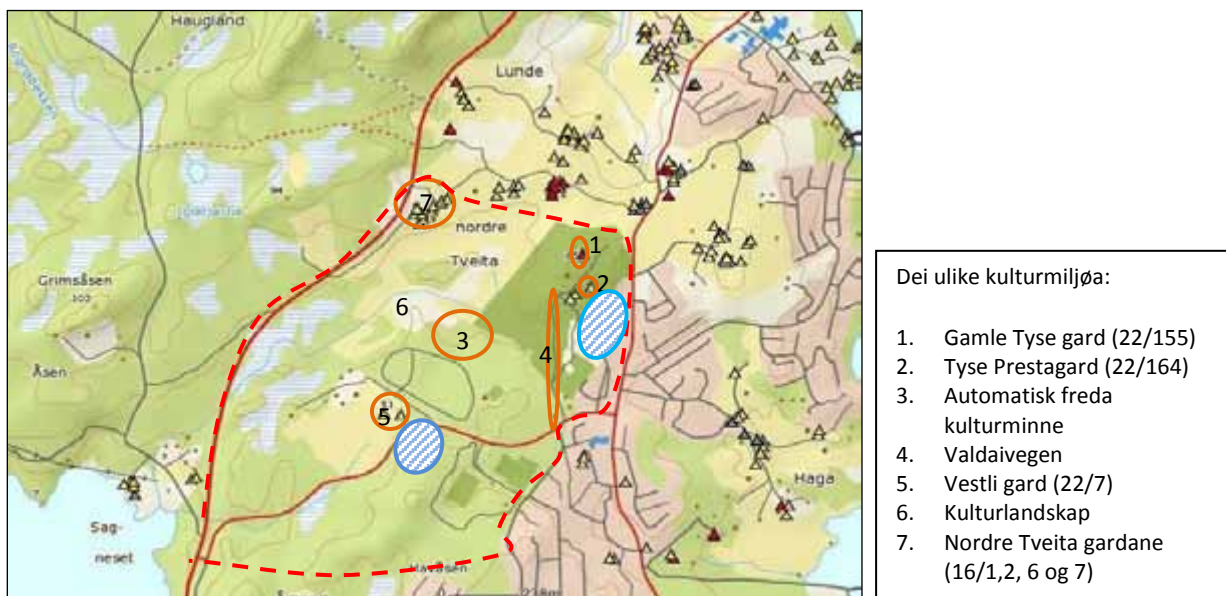 Haugland
Lunde
7
nordre
Tveita
1
2
Grimsåsen
6
3
4
Åsen
5
Haga
Sag-
neset
Dei ulike kulturmiljøa:
1. Gamle Tyse gard (22/155)
2. Tyse Prestagard (22/164)
3. Automatisk freda
kulturminne
4. Valdaivegen
5. Vestli gard (22/7)
6. Kulturlandskap
7. Nordre Tveita gardane
(16/1,2, 6 og 7)